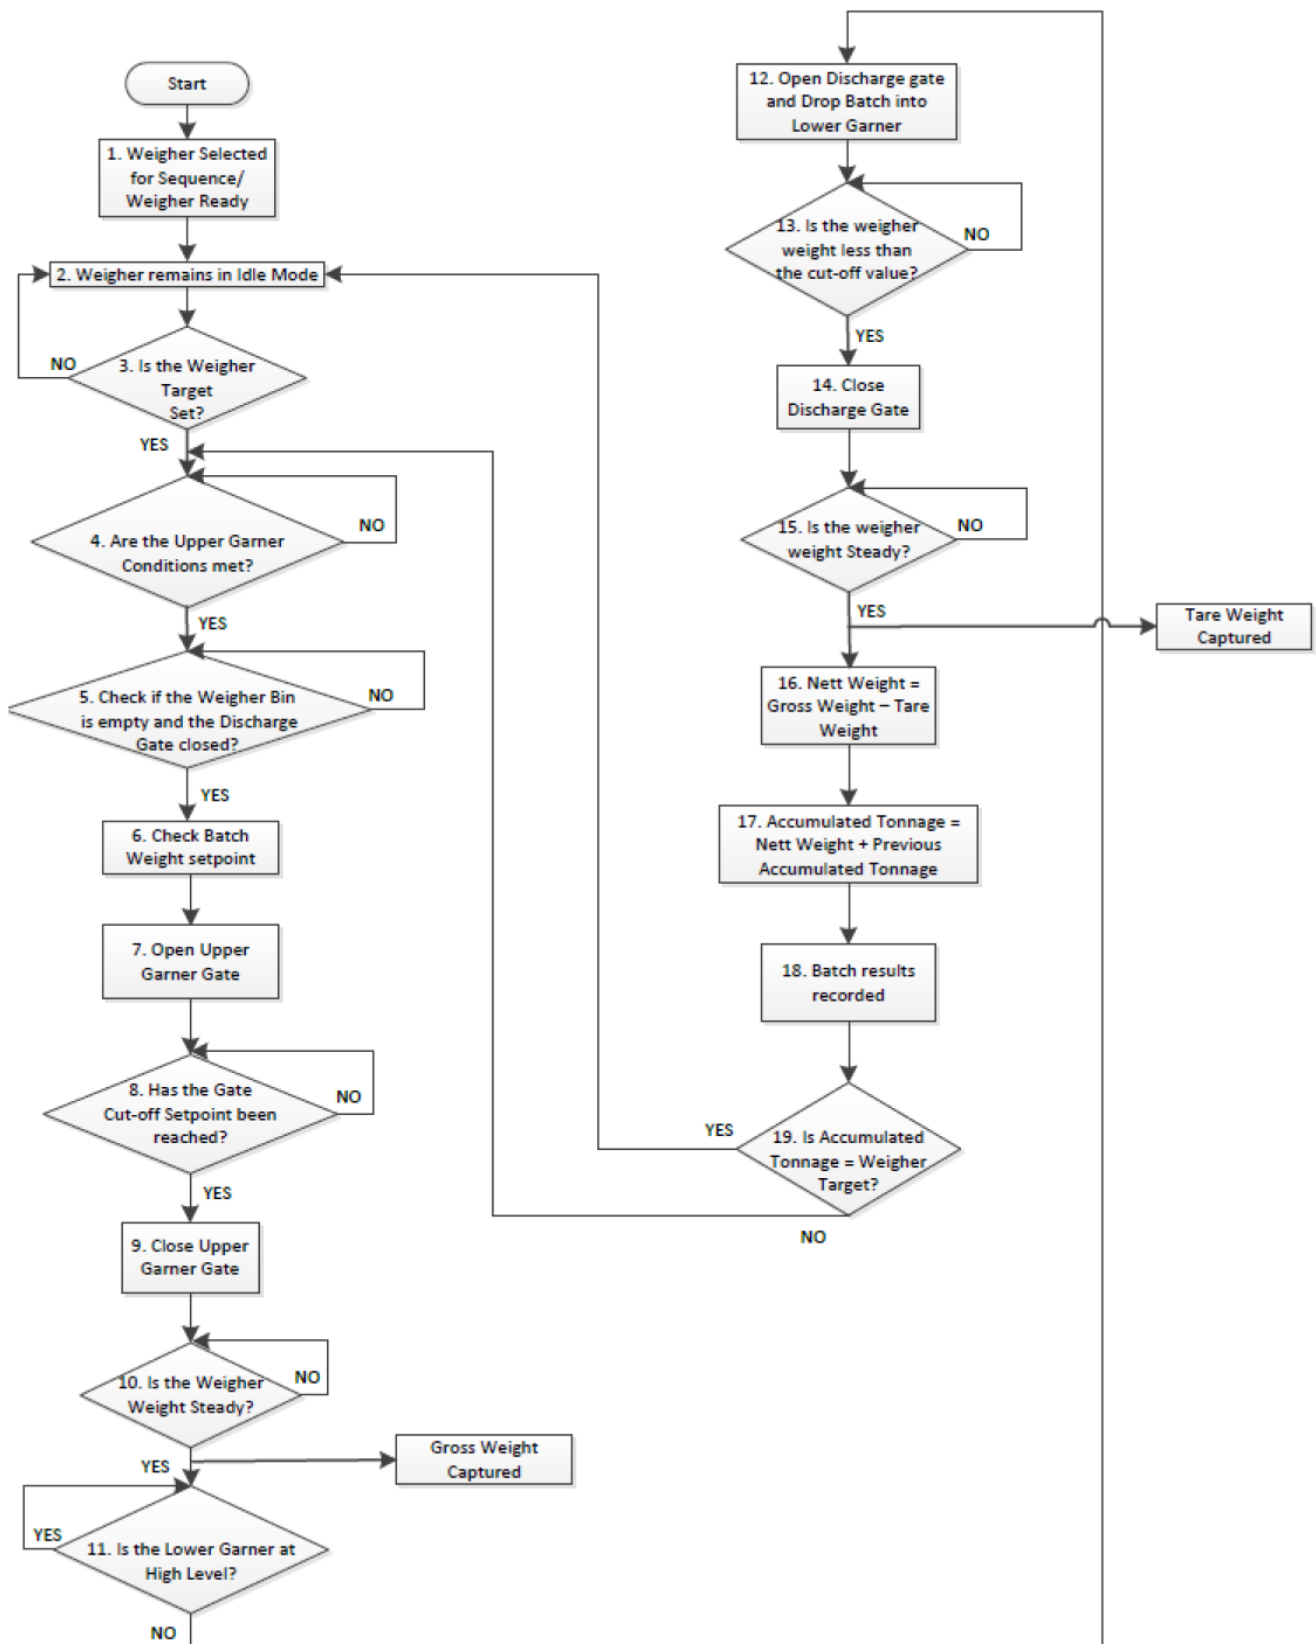 Start
1. Weigher Selected
for Sequence/
Weigher Ready
2. Weigher remains in Idle Mode
NO
3. Is the Weigher
Target
Set?
YES
NO
4. Are the Upper Garner
Conditions met?
YES
NO
5. Check if the Weigher Bin
is empty and the Discharge
Gate closed?
YES
6. Check Batch
Weight setpoint
7. Open Upper
Garner Gate
8. Has the Gate
Cut-off Setpoint been
reached?
NO
YES
9. Close Upper
Garner Gate
NO
10. Is the Weigher
Weight Steady?
YES
Gross Weight
Captured
YES
11. Is the Lower Garner at
High Level?
NO
12. Open Discharge gate
and Drop Batch into
Lower Garner
13. Is the weigher
weight less than
the cut-off value?
NO
YES
14. Close
Discharge Gate
15. Is the weigher
weight Steady?
NO
YES
Tare Weight
Captured
16. Nett Weight =
Gross Weight – Tare
Weight
17. Accumulated Tonnage =
Nett Weight + Previous
Accumulated Tonnage
18. Batch results
recorded
YES
19. Is Accumulated
Tonnage = Weigher
Target?
NO